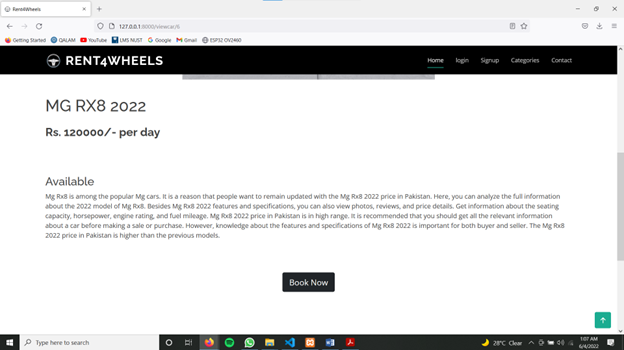 Rent4Wheels
127.0.0.1:8000/viewcar/6
Getting Started QALAM YouTube LMS NUST Google Gmail ESP32 OV2460
RENT4WHEELS Home login Signup Categories Contact
MG RX8 2022
Rs. 120000/- per day
Available
Mg Rx8 is among the popular Mg cars. It is a reason that people want to remain updated with the Mg Rx8 2022 price in Pakistan. Here, you can analyze the full information
about the 2022 model of Mg Rx8. Besides Mg Rx8 2022 features and specifications, you can also view photos, reviews, and price details. Get information about the seating
capacity, horsepower, engine rating, and fuel mileage. Mg Rx8 2022 price in Pakistan is in high range. It is recommended that you should get all the relevant information
about a car before making a sale or purchase. However, knowledge about the features and specifications of Mg Rx8 2022 is important for both buyer and seller. The Mg Rx8
2022 price in Pakistan is higher than the previous models.
Book Now
Type here to search
28°C Clear
1:07 AM
6/4/2022